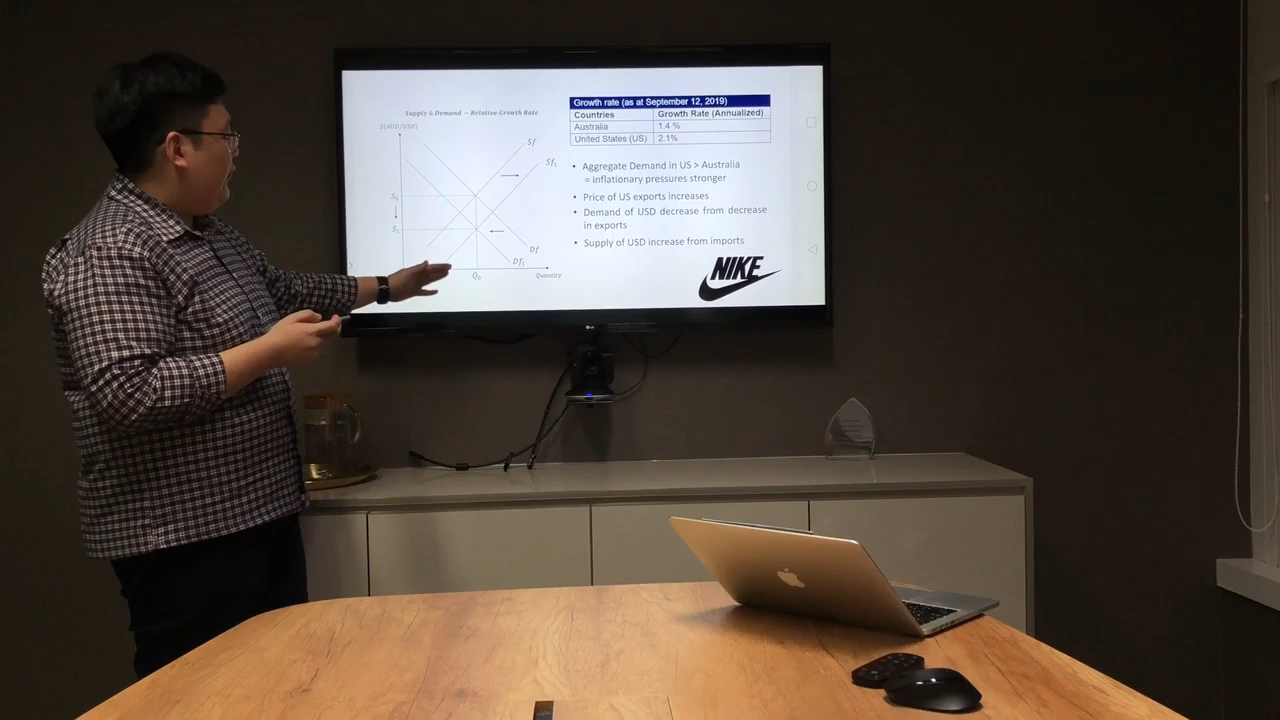 Supply & Demand – Relative Growth Rate
S(AUD/USD)
Sf
Sf₁
S₀
S₁
Df
Df₁
Q₀
Quantity
Growth rate (as at September 12, 2019)
Countries Growth Rate (Annualized)
Australia 1.4 %
United States (US) 2.1%
• Aggregate Demand in US > Australia
= inflationary pressures stronger
• Price of US exports increases
• Demand of USD decrease from decrease
in exports
• Supply of USD increase from imports
NIKE
LG